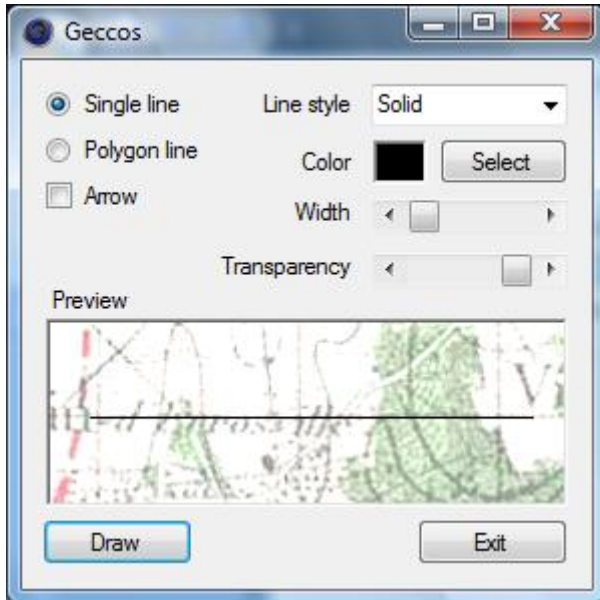 Geccos
Single line
Line style
Solid
Polygon line
Color
Select
Arrow
Width
Transparency
Preview
Draw
Exit